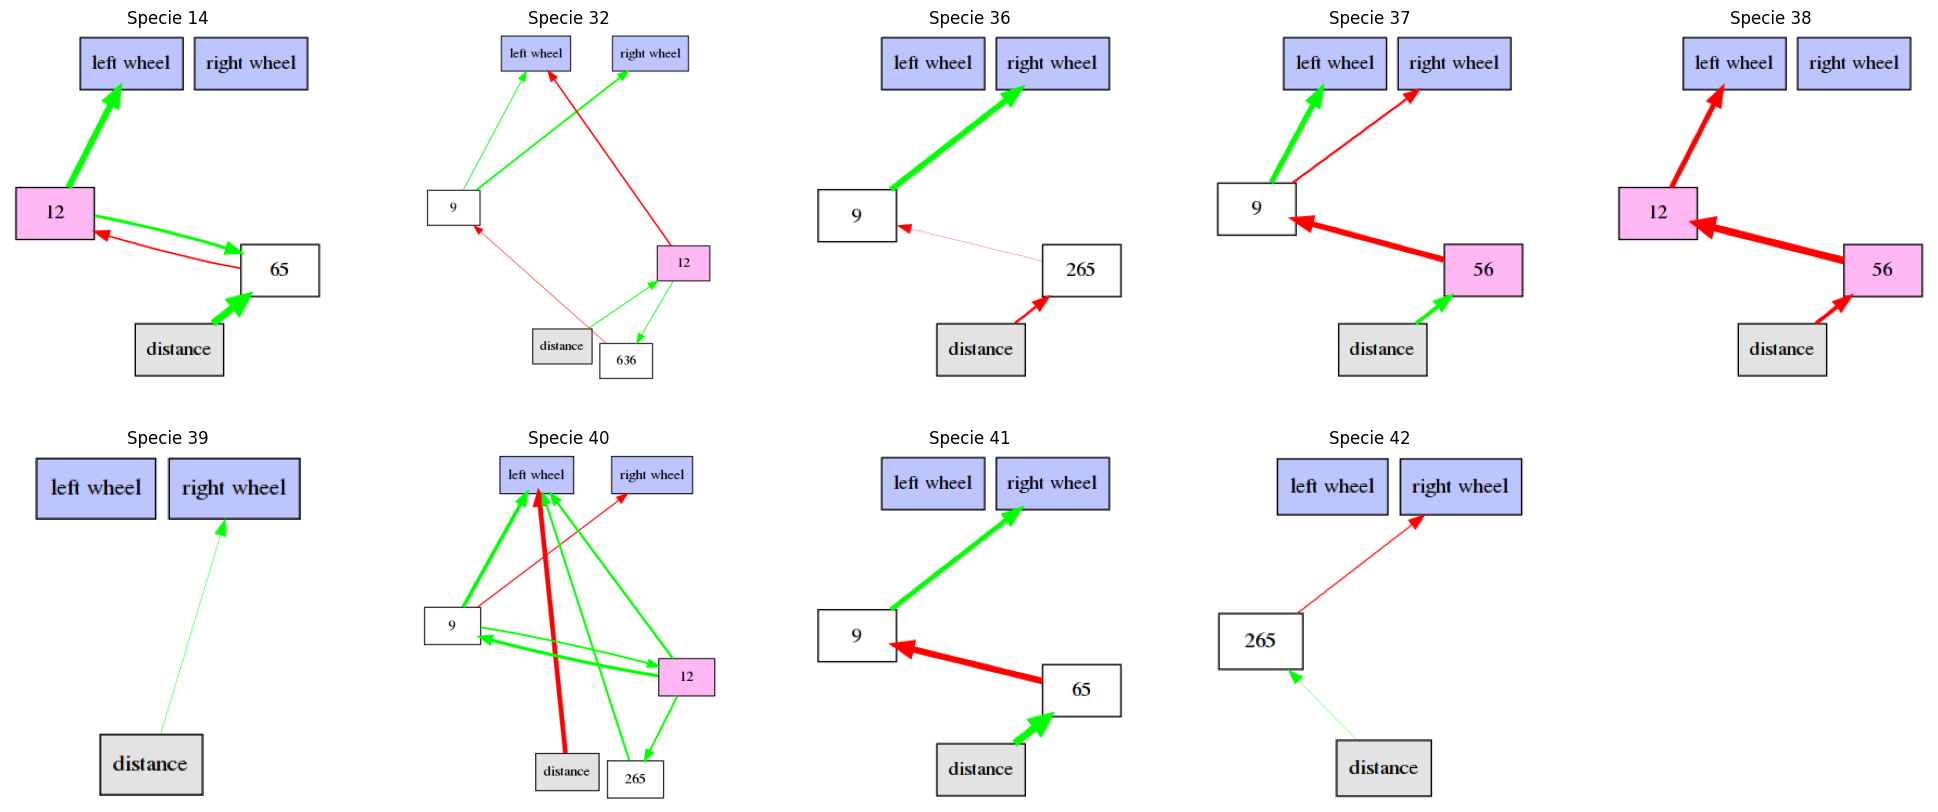 Specie 14
left wheel
right wheel
12
65
distance
Specie 32
left wheel
right wheel
9
12
distance
636
Specie 36
left wheel
right wheel
9
265
distance
Specie 37
left wheel
right wheel
9
56
distance
Specie 38
left wheel
right wheel
12
56
distance
Specie 39
left wheel
right wheel
distance
Specie 40
left wheel
right wheel
9
12
distance
265
Specie 41
left wheel
right wheel
9
65
distance
Specie 42
left wheel
right wheel
265
distance